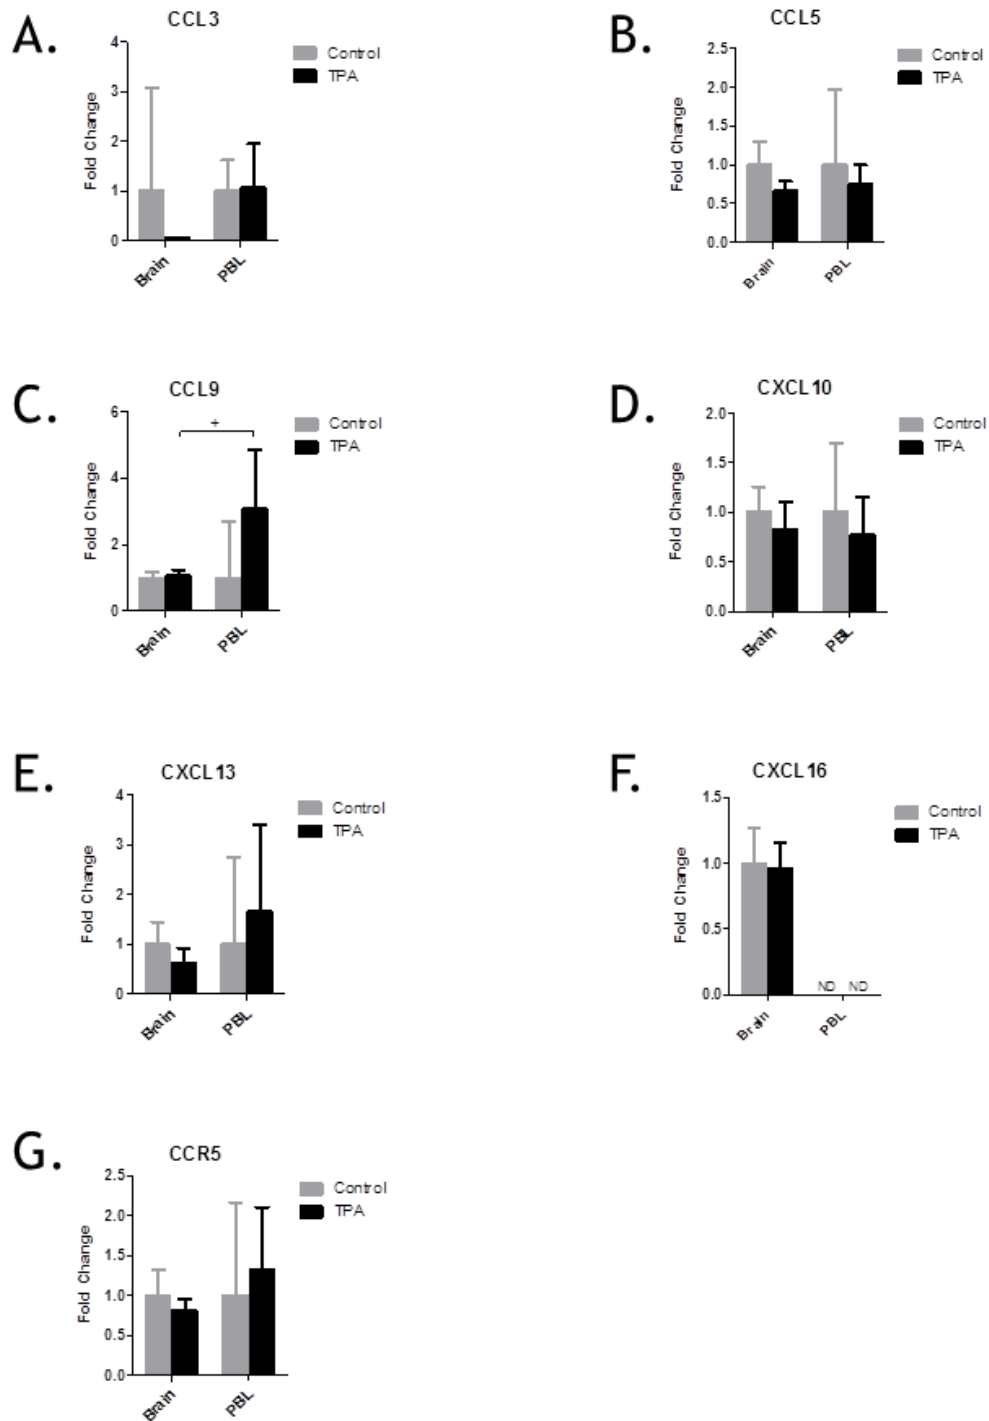 A.
CCL3
Fold Change
4
3
2
1
0
Brain
PBL
Control
TPA
B.
CCL5
Fold Change
2.5
2.0
1.5
1.0
0.5
0.0
Brain
PBL
Control
TPA
C.
CCL9
Fold Change
6
4
2
0
+
Brain
PBL
Control
TPA
D.
CXCL10
Fold Change
2.0
1.5
1.0
0.5
0.0
Brain
PBL
Control
TPA
E.
CXCL13
Fold Change
4
3
2
1
0
Brain
PBL
Control
TPA
F.
CXCL16
Fold Change
1.5
1.0
0.5
0.0
ND ND
Brain
PBL
Control
TPA
G.
CCR5
Fold Change
2.5
2.0
1.5
1.0
0.5
0.0
Brain
PBL
Control
TPA